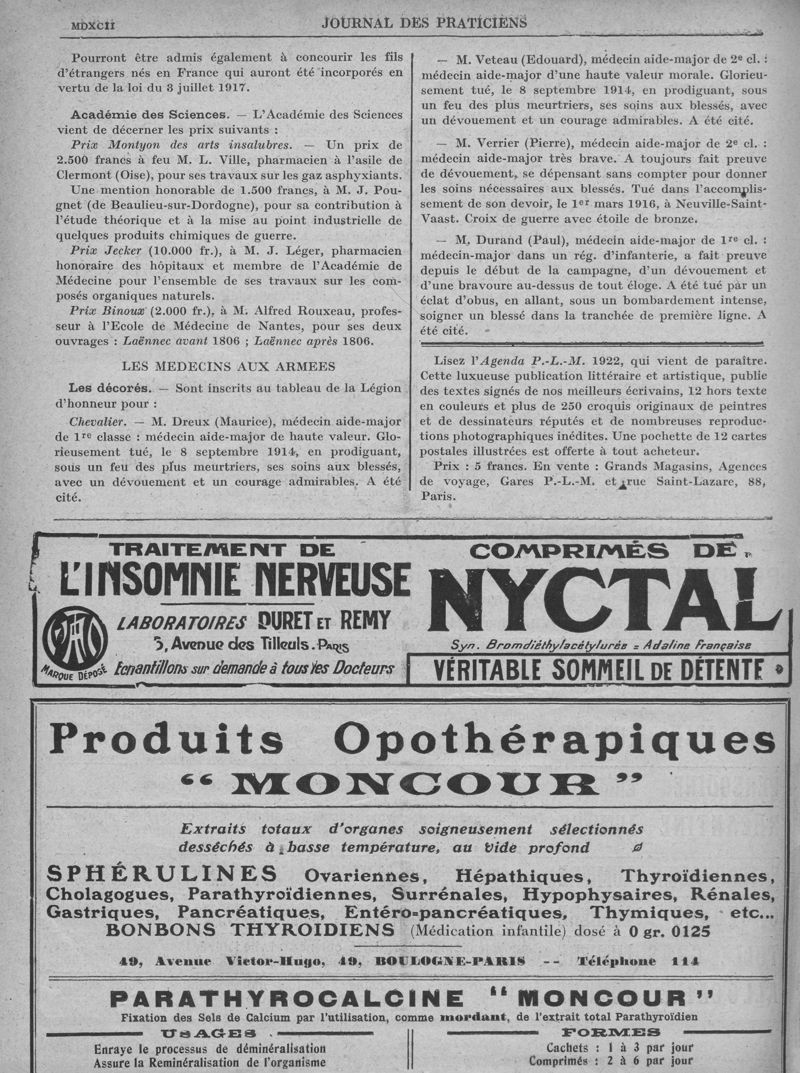 MDXCII
JOURNAL DES PRATICIENS
Pourront être admis également à concourir les fils
d'étrangers nés en France qui auront été incorporés en
vertu de la loi du 3 juillet 1917.
Académie des Sciences. — L'Académie des Sciences
vient de décerner les prix suivants :
Prix Montyon des arts insalubres. — Un prix de
2.500 francs à feu M. L. Ville, pharmacien à l'asile de
Clermont (Oise), pour ses travaux sur les gaz asphyxiants.
Une mention honorable de 1.500 francs, à M. J. Pou-
gnet (de Beaulieu-sur-Dordogne), pour sa contribution à
l'étude théorique et à la mise au point industrielle de
quelques produits chimiques de guerre.
Prix Jecker (10.000 fr.), à M. J. Léger, pharmacien
honoraire des hôpitaux et membre de l'Académie de
Médecine pour l'ensemble de ses travaux sur les com-
posés organiques naturels.
Prix Binoux (2.000 fr.), à M. Alfred Rouxeau, profes-
seur à l'Ecole de Médecine de Nantes, pour ses deux
ouvrages : Laënnec avant 1806 ; Laënnec après 1806.
LES MEDECINS AUX ARMEES
Les décorés. — Sont inscrits au tableau de la Légion
d'honneur pour :
Chevalier. — M. Dreux (Maurice), médecin aide-major
de 1re classe : médecin aide-major de haute valeur. Glo-
rieusement tué, le 8 septembre 1914, en prodiguant,
sous un feu des plus meurtriers, ses soins aux blessés,
avec un dévouement et un courage admirables. A été
cité.
— M. Veteau (Edouard), médecin aide-major de 2e cl. :
médecin aide-major d'une haute valeur morale. Glorieu-
sement tué, le 8 septembre 1914, en prodiguant, sous
un feu des plus meurtriers, ses soins aux blessés, avec
un dévouement et un courage admirables. A été cité.
— M. Verrier (Pierre), médecin aide-major de 2e cl. :
médecin aide-major très brave. A toujours fait preuve
de dévouement, se dépensant sans compter pour donner
les soins nécessaires aux blessés. Tué dans l'accomplis-
sement de son devoir, le 1er mars 1916, à Neuville-Saint-
Vaast. Croix de guerre avec étoile de bronze.
— M. Durand (Paul), médecin aide-major de 1re cl. :
médecin-major dans un rég. d'infanterie, a fait preuve
depuis le début de la campagne, d'un dévouement et
d'une bravoure au-dessus de tout éloge. A été tué par un
éclat d'obus, en allant, sous un bombardement intense,
soigner un blessé dans la tranchée de première ligne. A
été cité.
Lisez l'Agenda P.-L.-M. 1922, qui vient de paraître.
Cette luxueuse publication littéraire et artistique, public
des textes signés de nos meilleurs écrivains, 12 hors texte
en couleurs et plus de 250 croquis originaux de peintres
et de dessinateurs réputés et de nombreuses reproduc-
tions photographiques inédites. Une pochette de 12 cartes
postales illustrées est offerte à tout acheteur.
Prix : 5 francs. En vente : Grands Magasins, Agences
de voyage, Gares P.-L.-M. et rue Saint-Lazare, 88,
Paris.
TRAITEMENT DE
L'INSOMNIE NERVEUSE
LABORATOIRES DURET ET REMY
5, Avenue des Tilleuls. PARIS
MARQUE DÉPOSÉ
Echantillons sur demande à tous les Docteurs
COMPRIMÉS DE
NYCTAL
Syn. Bromdiéthylacétylurée = Adaline Française
VÉRITABLE SOMMEIL DE DÉTENTE
Produits Opothérapiques
"MONCOUR"
Extraits totaux d'organes soigneusement sélectionnés
desséchés à basse température, au Vide profond
SPHÉRULINES Ovariennes, Hépathiques, Thyroïdiennes,
Cholagogues, Parathyroïdiennes, Surrénales, Hypophysaires, Rénales,
Gastriques, Pancréatiques, Entéro-pancréatiques, Thymiques, etc...
BONBONS THYROIDIENS (Médication infantile) dosé à 0 gr. 0125
49, Avenue Victor-Hugo, 49, BOULOGNE-PARIS -- Téléphone 114
PARATHYROCALCINE "MONCOUR"
Fixation des Sels de Calcium par l'utilisation, comme mordant, de l'extrait total Parathyroïdien
USAGES
Enraye le processus de déminéralisation
Assure la Reminéralisation de l'organisme
FORMES
Cachets : 1 à 3 par jour
Comprimés : 2 à 6 par jour